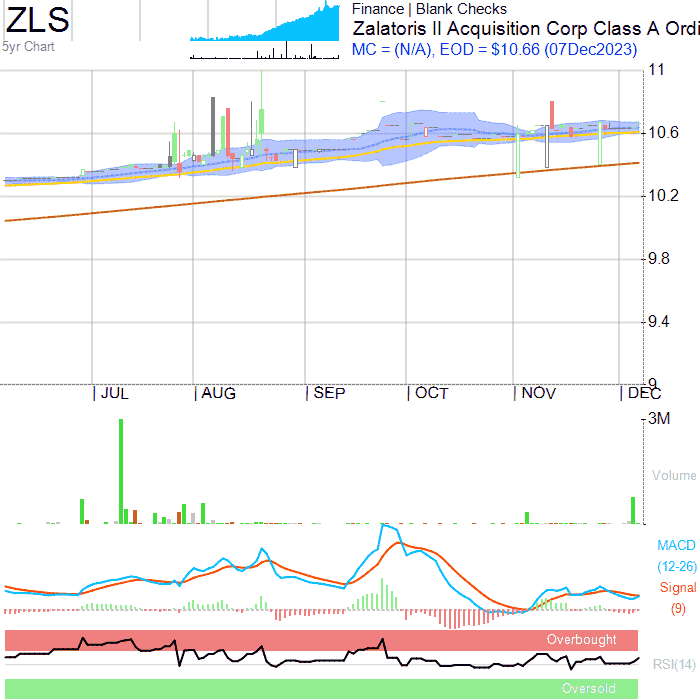 ZLS
5yr Chart
Finance | Blank Checks
Zalatoris II Acquisition Corp Class A Ordi
MC = (N/A), EOD = $10.66 (07Dec2023)
11
10.6
10.2
9.8
9.4
9
JUL AUG SEP OCT NOV DEC
3M
Volume
MACD
(12-26)
Signal
(9)
Overbought
RSI(14)
Oversold